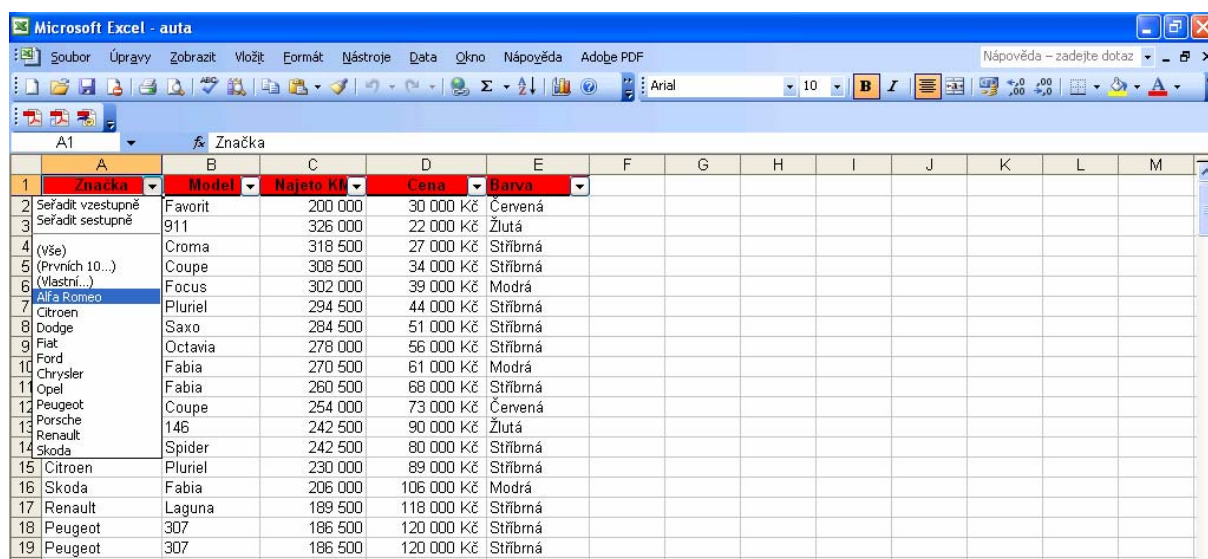 Microsoft Excel - auta
Soubor Úpravy Zobrazit Vložit Formát Nástroje Data Okno Nápověda Adobe PDF Nápověda – zadejte dotaz
Arial 10 B I A
A1 fx Značka
A B C D E F G H I J K L M
1 Značka Model Najeto KM Cena Barva
2 Seřadit vzestupně Favorit 200 000 30 000 Kč Červená
3 Seřadit sestupně 911 326 000 22 000 Kč Žlutá
4 (Vše) Croma 318 500 27 000 Kč Stříbrná
5 (Prvních 10...) Coupe 308 500 34 000 Kč Stříbrná
6 (Vlastní...) Focus 302 000 39 000 Kč Modrá
Alfa Romeo
7 Citroen Pluriel 294 500 44 000 Kč Stříbrná
8 Dodge Saxo 284 500 51 000 Kč Stříbrná
9 Fiat Octavia 278 000 56 000 Kč Stříbrná
10 Ford Fabia 270 500 61 000 Kč Modrá
Chrysler
11 Opel Fabia 260 500 68 000 Kč Stříbrná
12 Peugeot Coupe 254 000 73 000 Kč Červená
13 Porsche 146 242 500 90 000 Kč Žlutá
Renault
14 Skoda Spider 242 500 80 000 Kč Stříbrná
15 Citroen Pluriel 230 000 89 000 Kč Stříbrná
16 Skoda Fabia 206 000 106 000 Kč Modrá
17 Renault Laguna 189 500 118 000 Kč Stříbrná
18 Peugeot 307 186 500 120 000 Kč Stříbrná
19 Peugeot 307 186 500 120 000 Kč Stříbrná